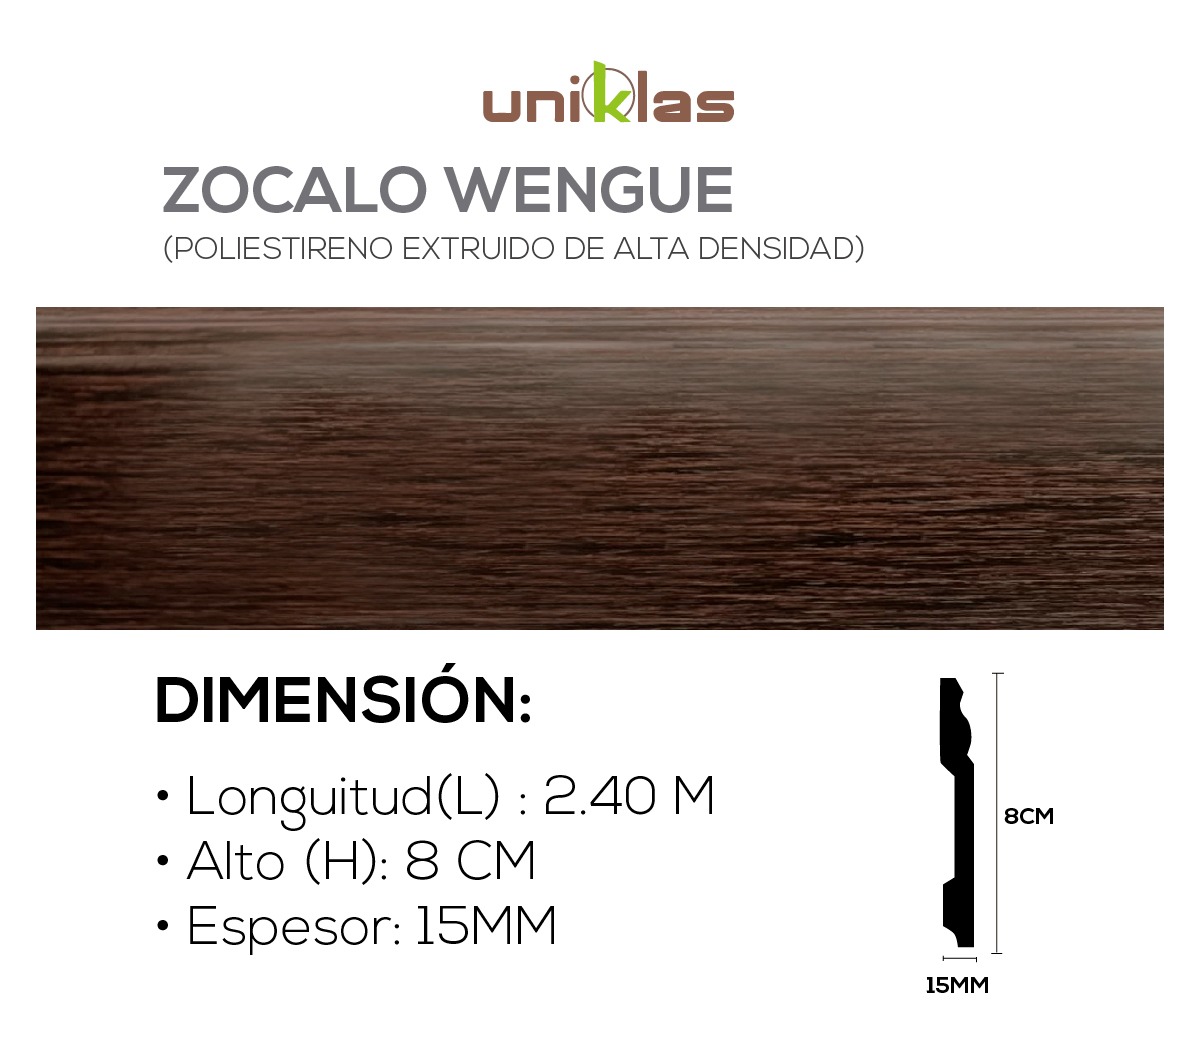 uniklas
ZOCALO WENGUE
(POLIESTIRENO EXTRUIDO DE ALTA DENSIDAD)
DIMENSIÓN:
• Longuitud(L) : 2.40 M
• Alto (H): 8 CM
• Espesor: 15MM
8CM
15MM